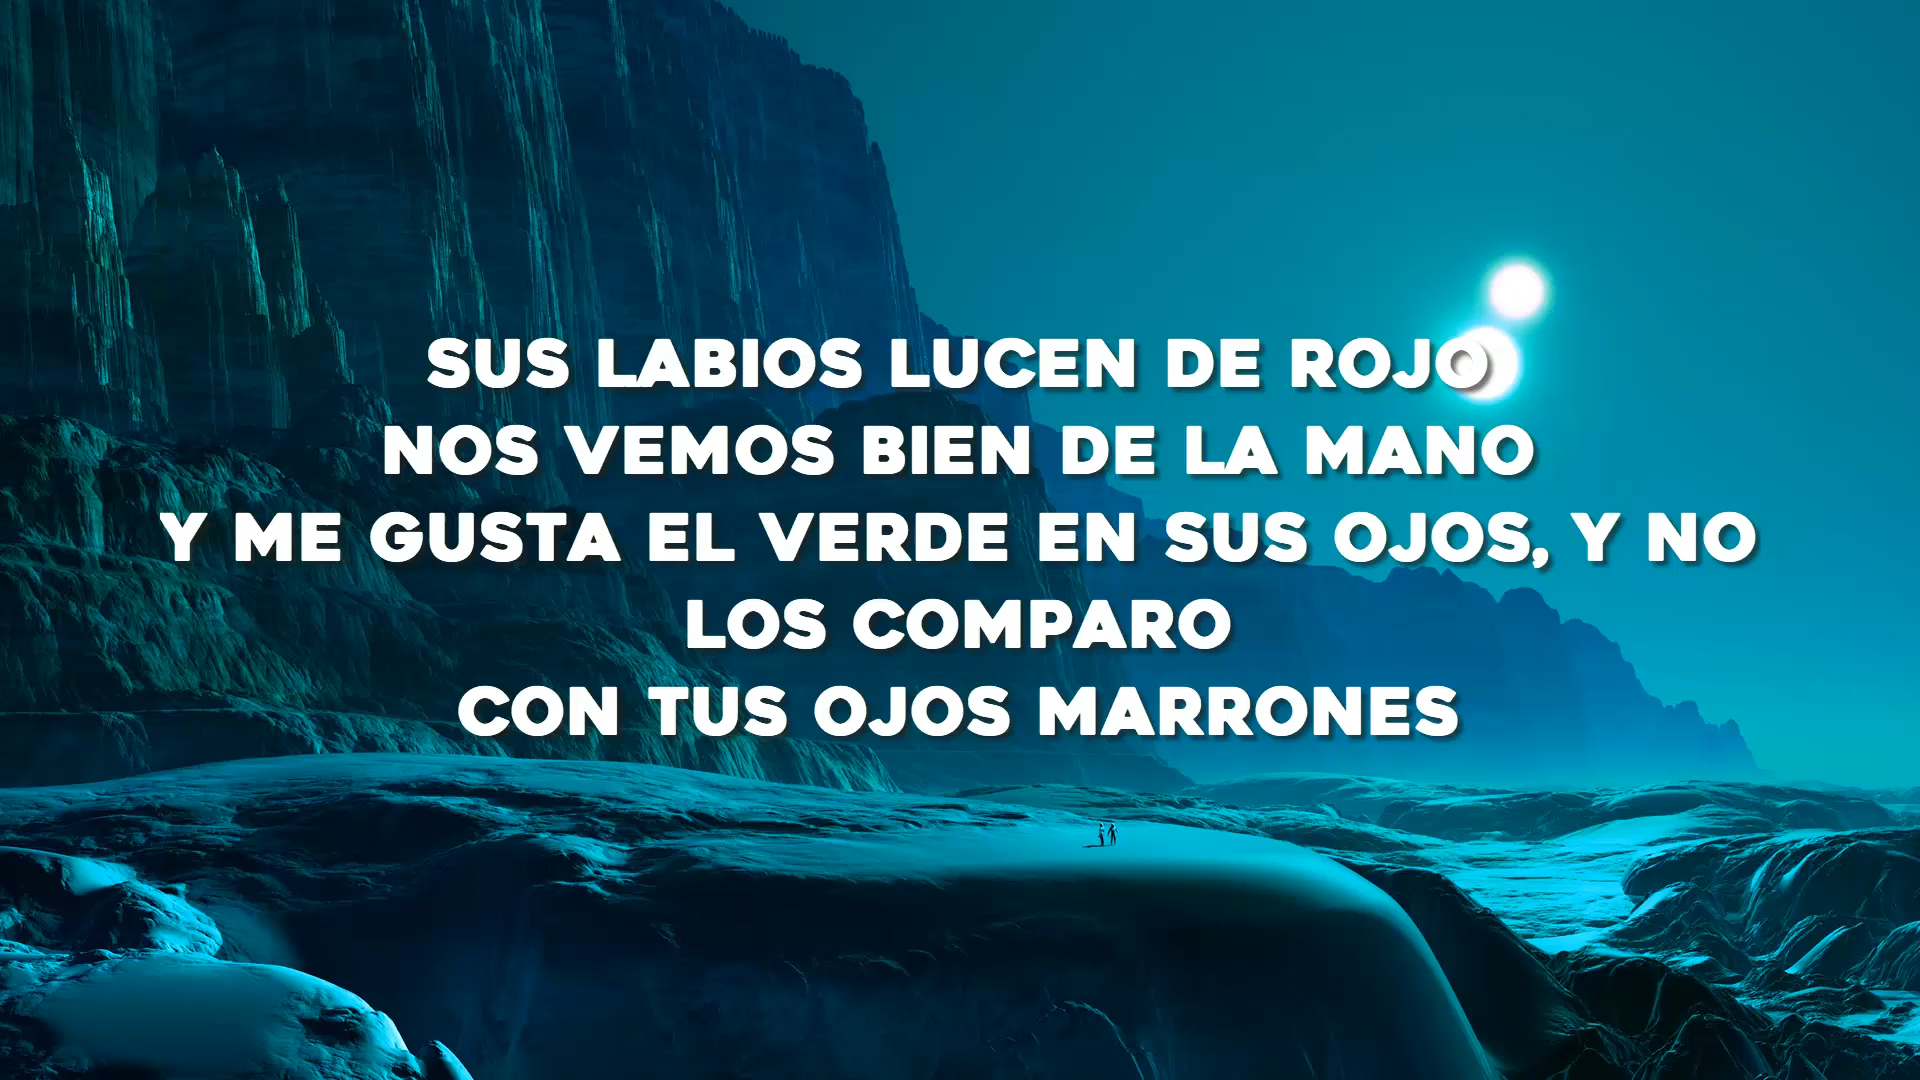 SUS LABIOS LUCEN DE ROJO
NOS VEMOS BIEN DE LA MANO
Y ME GUSTA EL VERDE EN SUS OJOS, Y NO
LOS COMPARO
CON TUS OJOS MARRONES